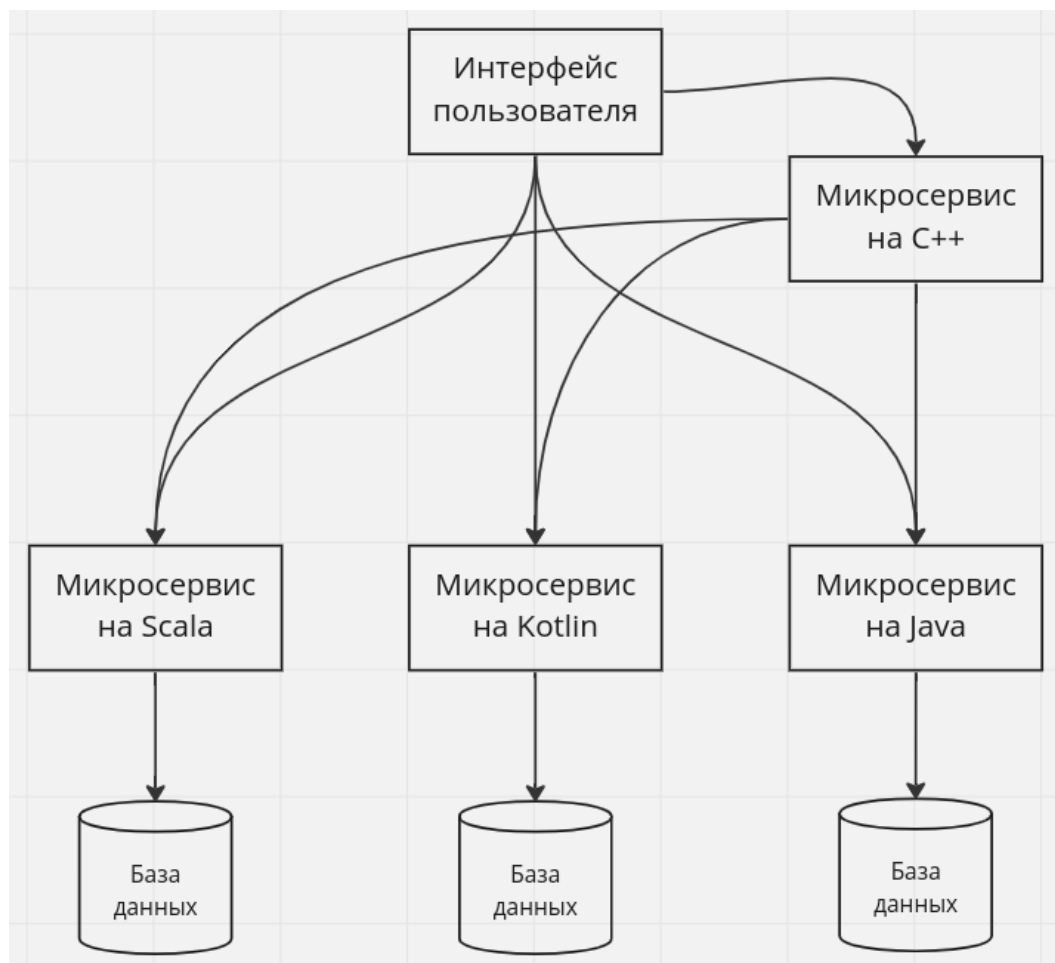 Интерфейс
пользователя
Микросервис
на C++
Микросервис
на Scala
Микросервис
на Kotlin
Микросервис
на Java
База
данных
База
данных
База
данных